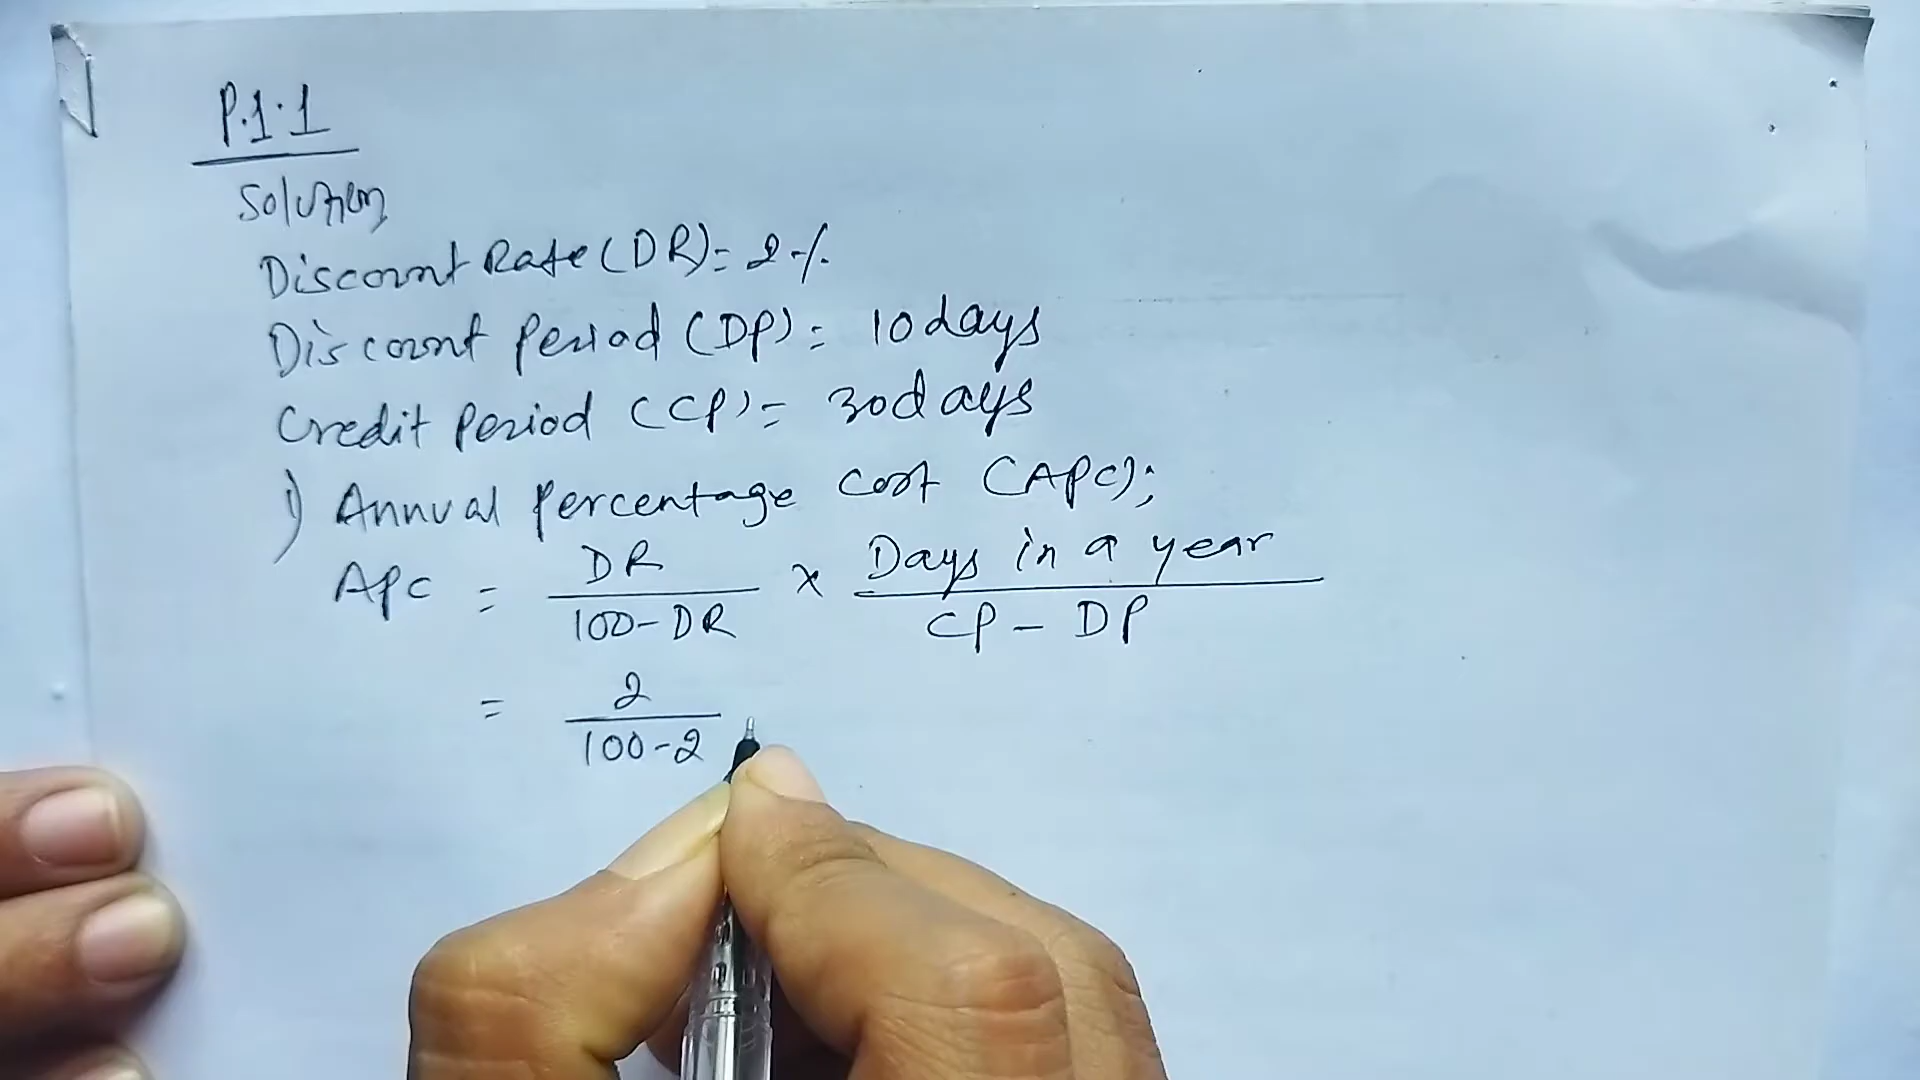 P.1.1
Solution
Discount Rate (DR) = 2%
Discount period (DP) = 10 days
Credit Period (CP) = 30 days
i) Annual percentage cost (APC);
APC = DR / 100 - DR × Days in a year / CP - DP
= 2 / 100 - 2